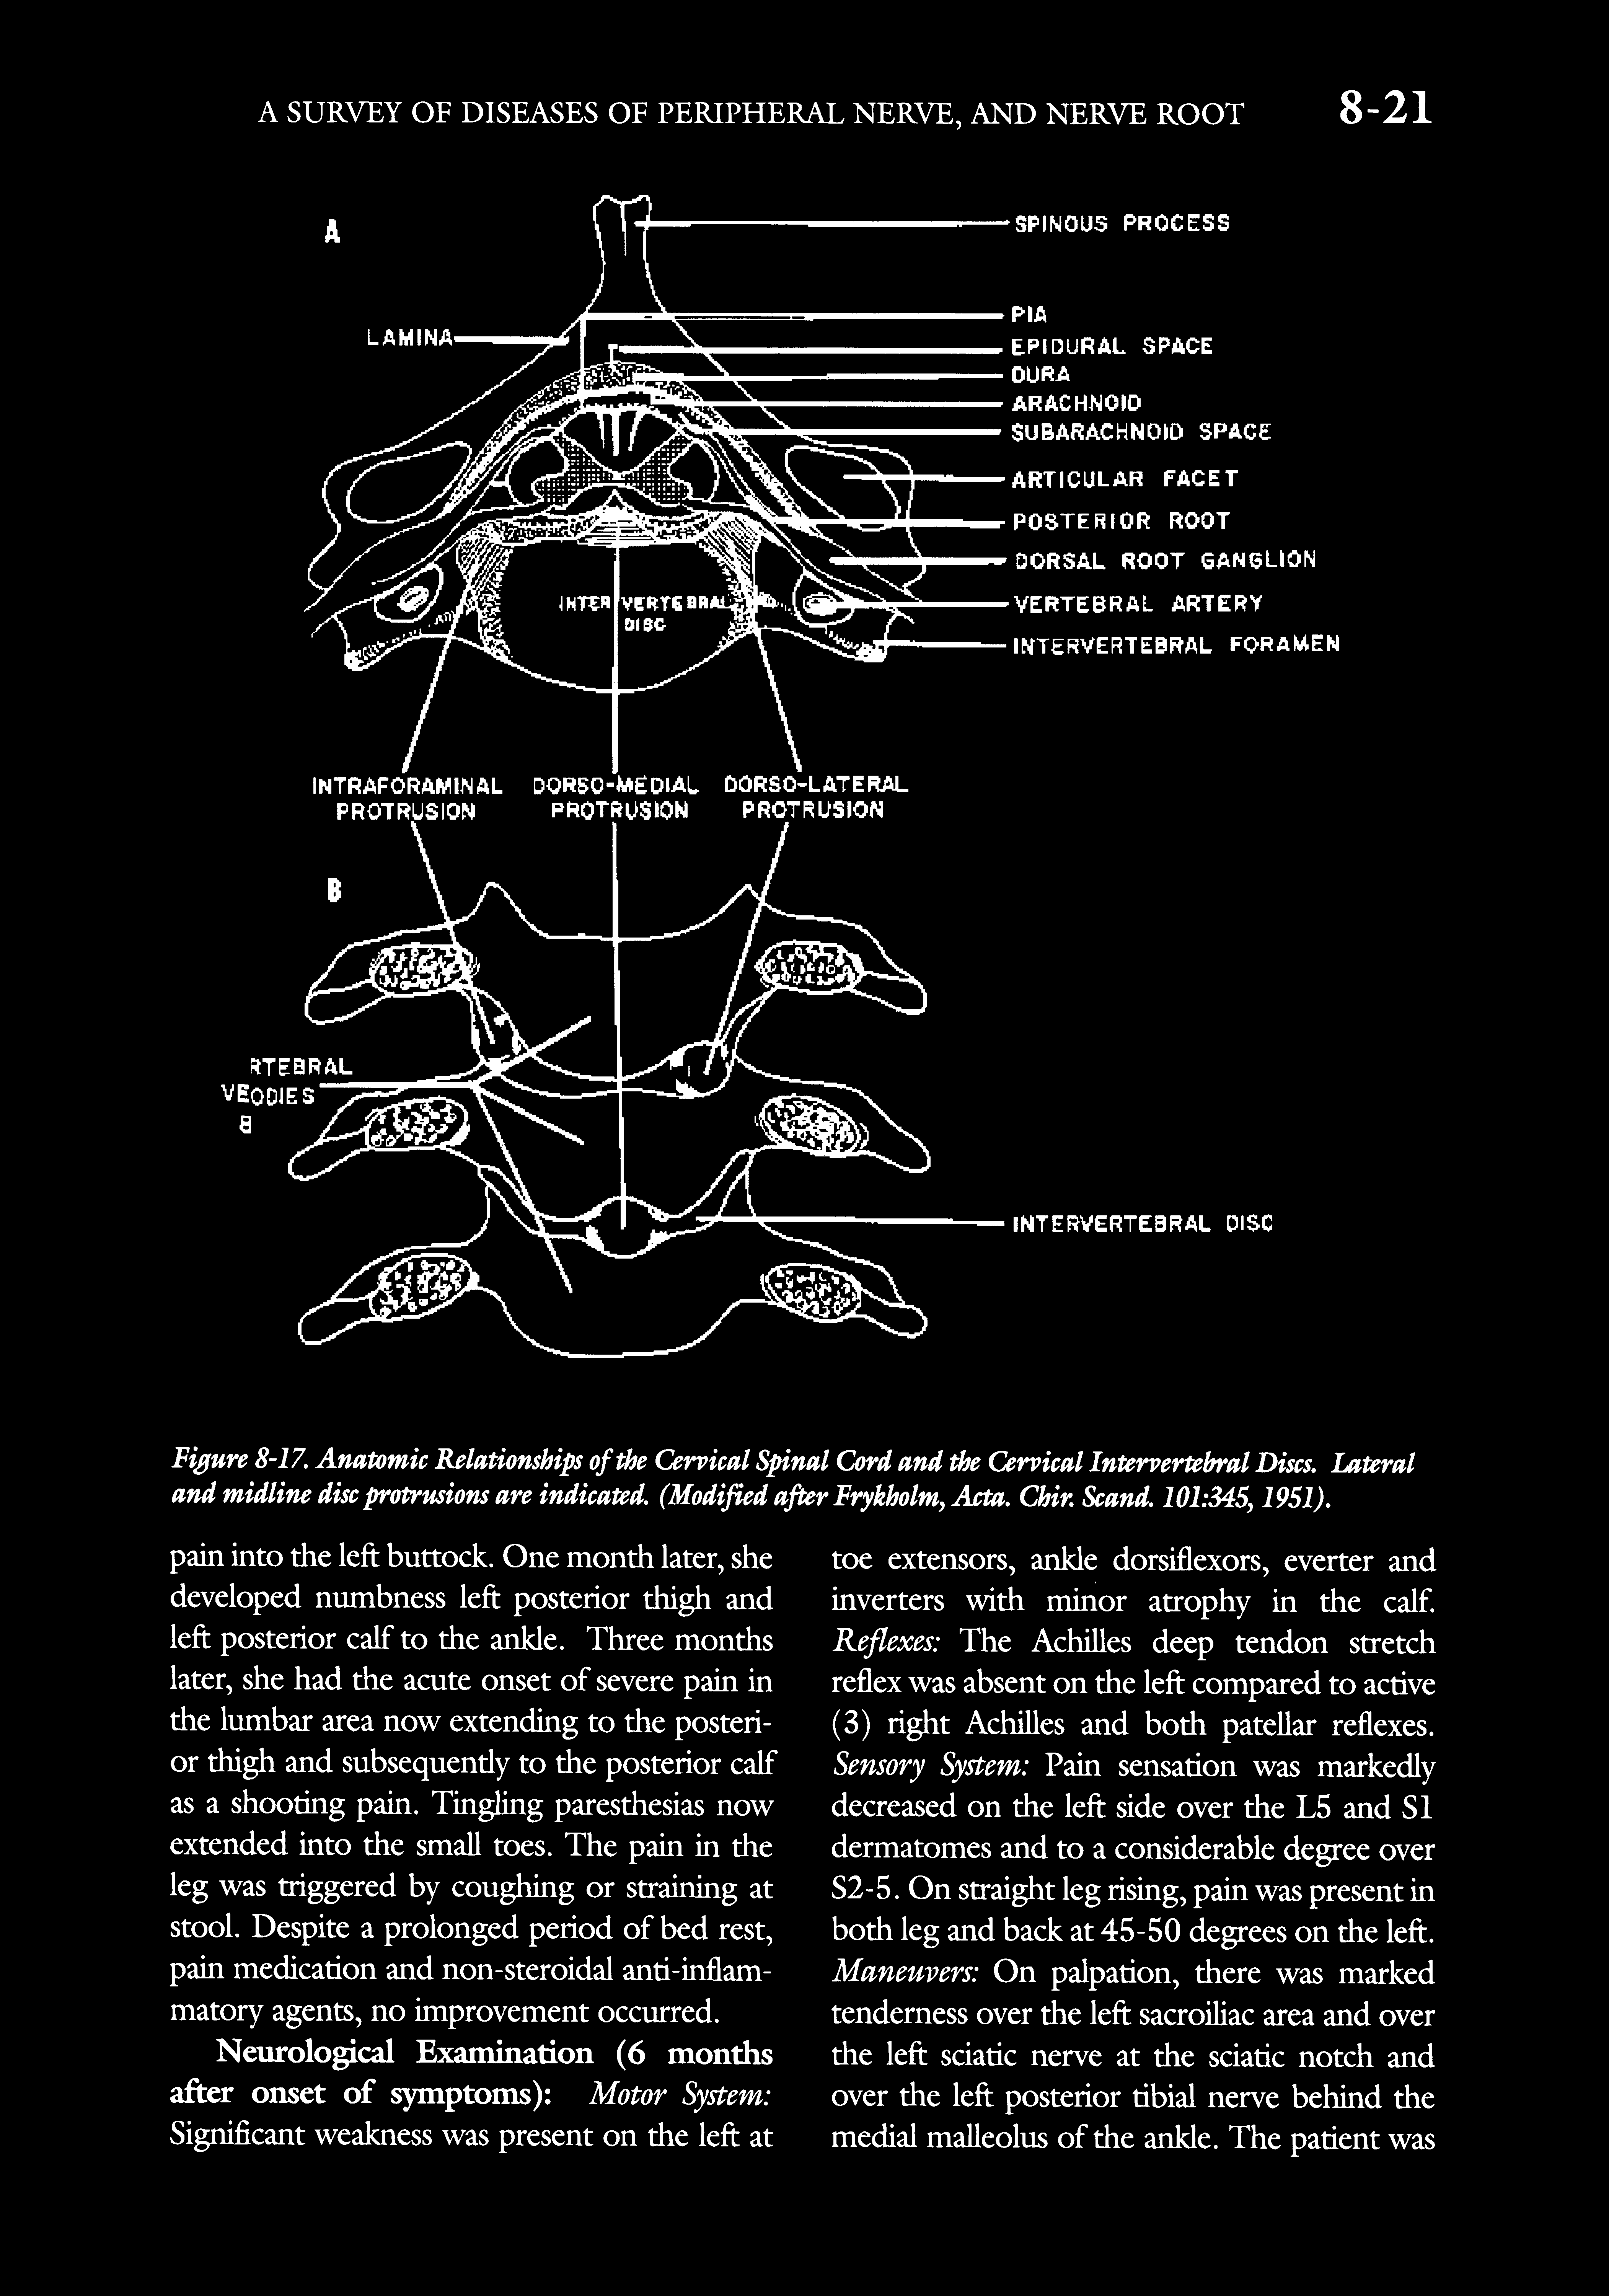 A SURVEY OF DISEASES OF PERIPHERAL NERVE, AND NERVE ROOT 8-21
A
SPINOUS PROCESS
LAMINA
PIA
EPIDURAL SPACE
DURA
ARACHNOID
SUBARACHNOID SPACE
ARTICULAR FACET
POSTERIOR ROOT
DORSAL ROOT GANGLION
VERTEBRAL ARTERY
INTERVERTEBRAL FORAMEN
INTERVERTEBRAL
DISC
INTRAFORAMINAL DORSO-MEDIAL DORSO-LATERAL
PROTRUSION PROTRUSION PROTRUSION
B
RTEBRAL
VEODIES
B
INTERVERTEBRAL DISC
Figure 8-17. Anatomic Relationships of the Cervical Spinal Cord and the Cervical Intervertebral Discs. Lateral
and midline disc protrusions are indicated. (Modified after Frykholm, Acta. Chir. Scand. 101:345, 1951).
pain into the left buttock. One month later, she
developed numbness left posterior thigh and
left posterior calf to the ankle. Three months
later, she had the acute onset of severe pain in
the lumbar area now extending to the posteri-
or thigh and subsequently to the posterior calf
as a shooting pain. Tingling paresthesias now
extended into the small toes. The pain in the
leg was triggered by coughing or straining at
stool. Despite a prolonged period of bed rest,
pain medication and non-steroidal anti-inflam-
matory agents, no improvement occurred.
Neurological Examination (6 months
after onset of symptoms): Motor System:
Significant weakness was present on the left at
toe extensors, ankle dorsiflexors, everter and
inverters with minor atrophy in the calf.
Reflexes: The Achilles deep tendon stretch
reflex was absent on the left compared to active
(3) right Achilles and both patellar reflexes.
Sensory System: Pain sensation was markedly
decreased on the left side over the L5 and S1
dermatomes and to a considerable degree over
S2-5. On straight leg rising, pain was present in
both leg and back at 45-50 degrees on the left.
Maneuvers: On palpation, there was marked
tenderness over the left sacroiliac area and over
the left sciatic nerve at the sciatic notch and
over the left posterior tibial nerve behind the
medial malleolus of the ankle. The patient was